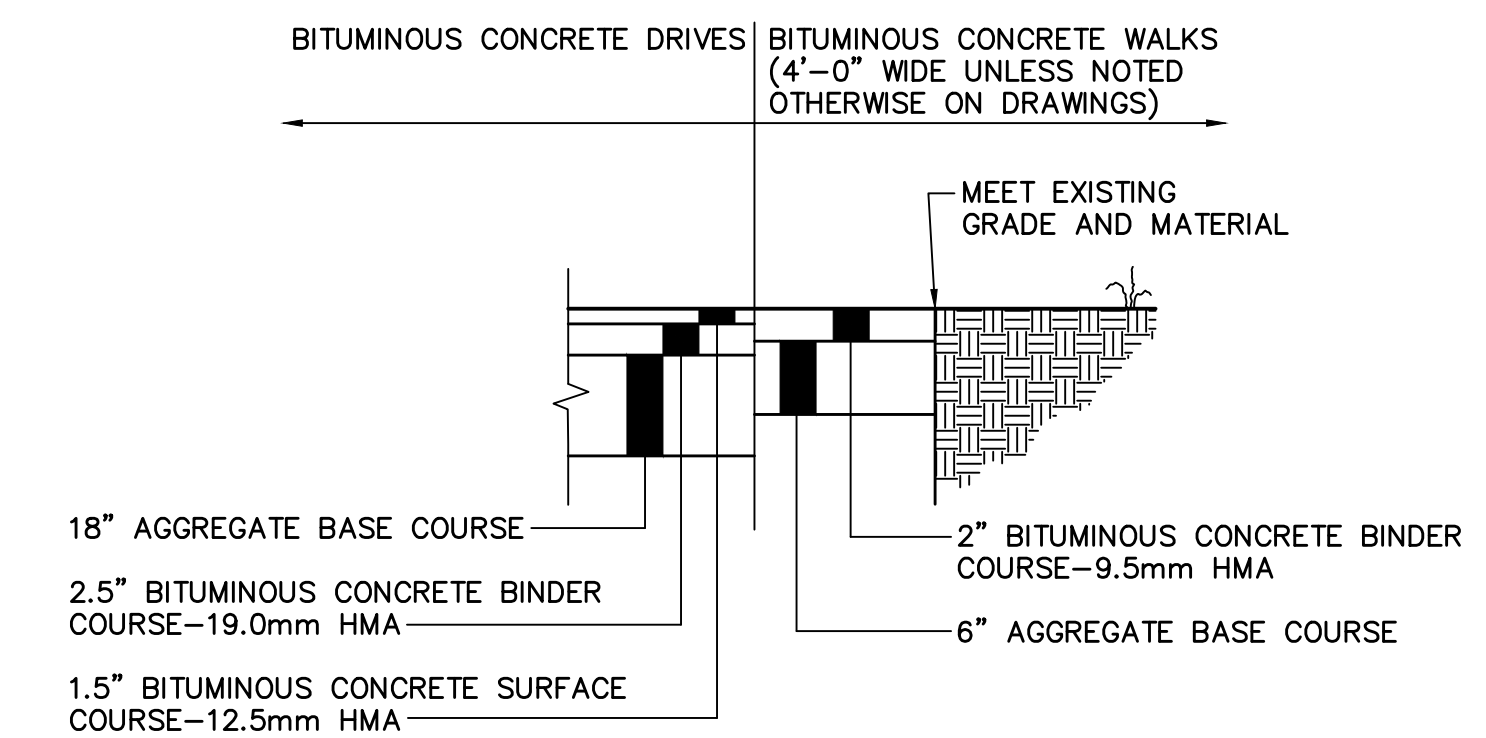 BITUMINOUS CONCRETE DRIVES
BITUMINOUS CONCRETE WALKS
(4'-0" WIDE UNLESS NOTED
OTHERWISE ON DRAWINGS)
MEET EXISTING
GRADE AND MATERIAL
18" AGGREGATE BASE COURSE
2.5" BITUMINOUS CONCRETE BINDER
COURSE-19.0mm HMA
1.5" BITUMINOUS CONCRETE SURFACE
COURSE-12.5mm HMA
2" BITUMINOUS CONCRETE BINDER
COURSE-9.5mm HMA
6" AGGREGATE BASE COURSE